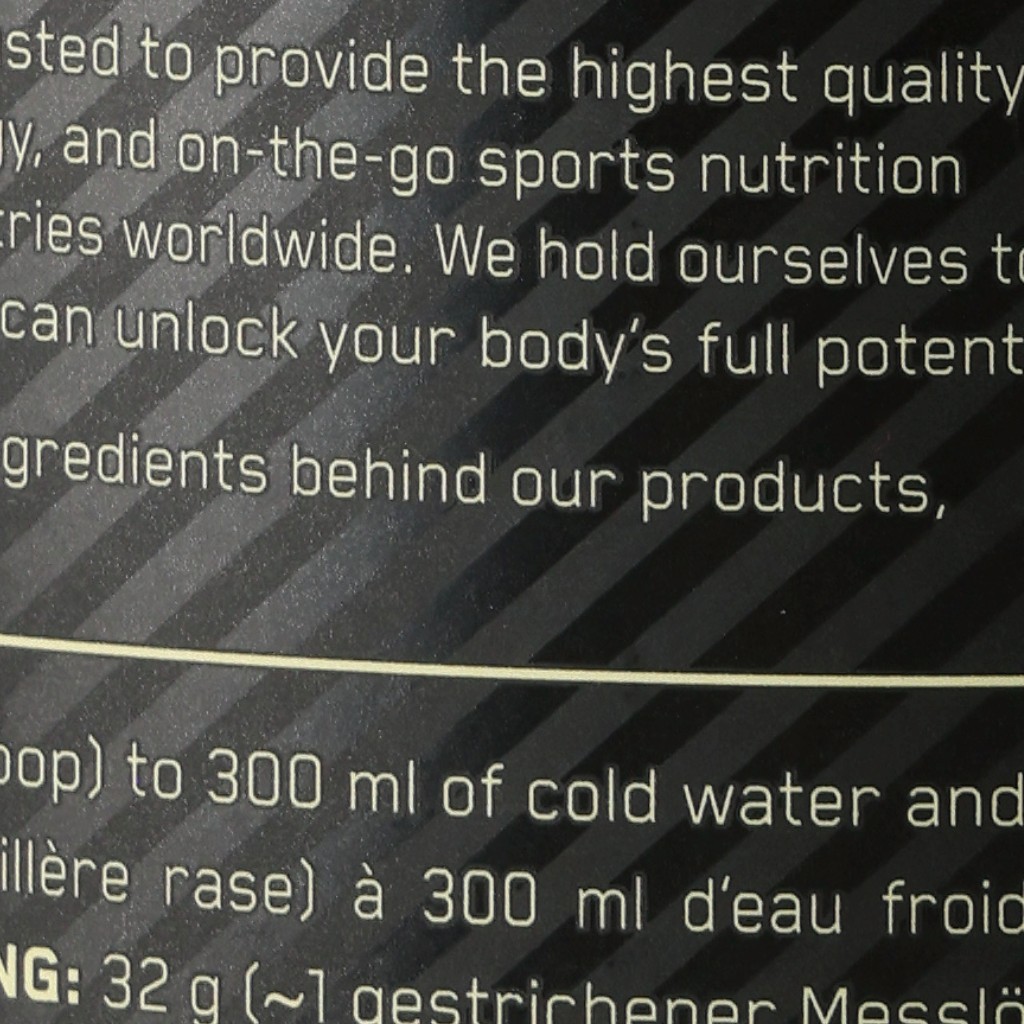 sted to provide the highest quality
gy, and on-the-go sports nutrition
tries worldwide. We hold ourselves to
can unlock your body's full potent
gredients behind our products,
oop) to 300 ml of cold water and
illère rase) à 300 ml d'eau froid
NG: 32 g (~1 gestrichener Messlö